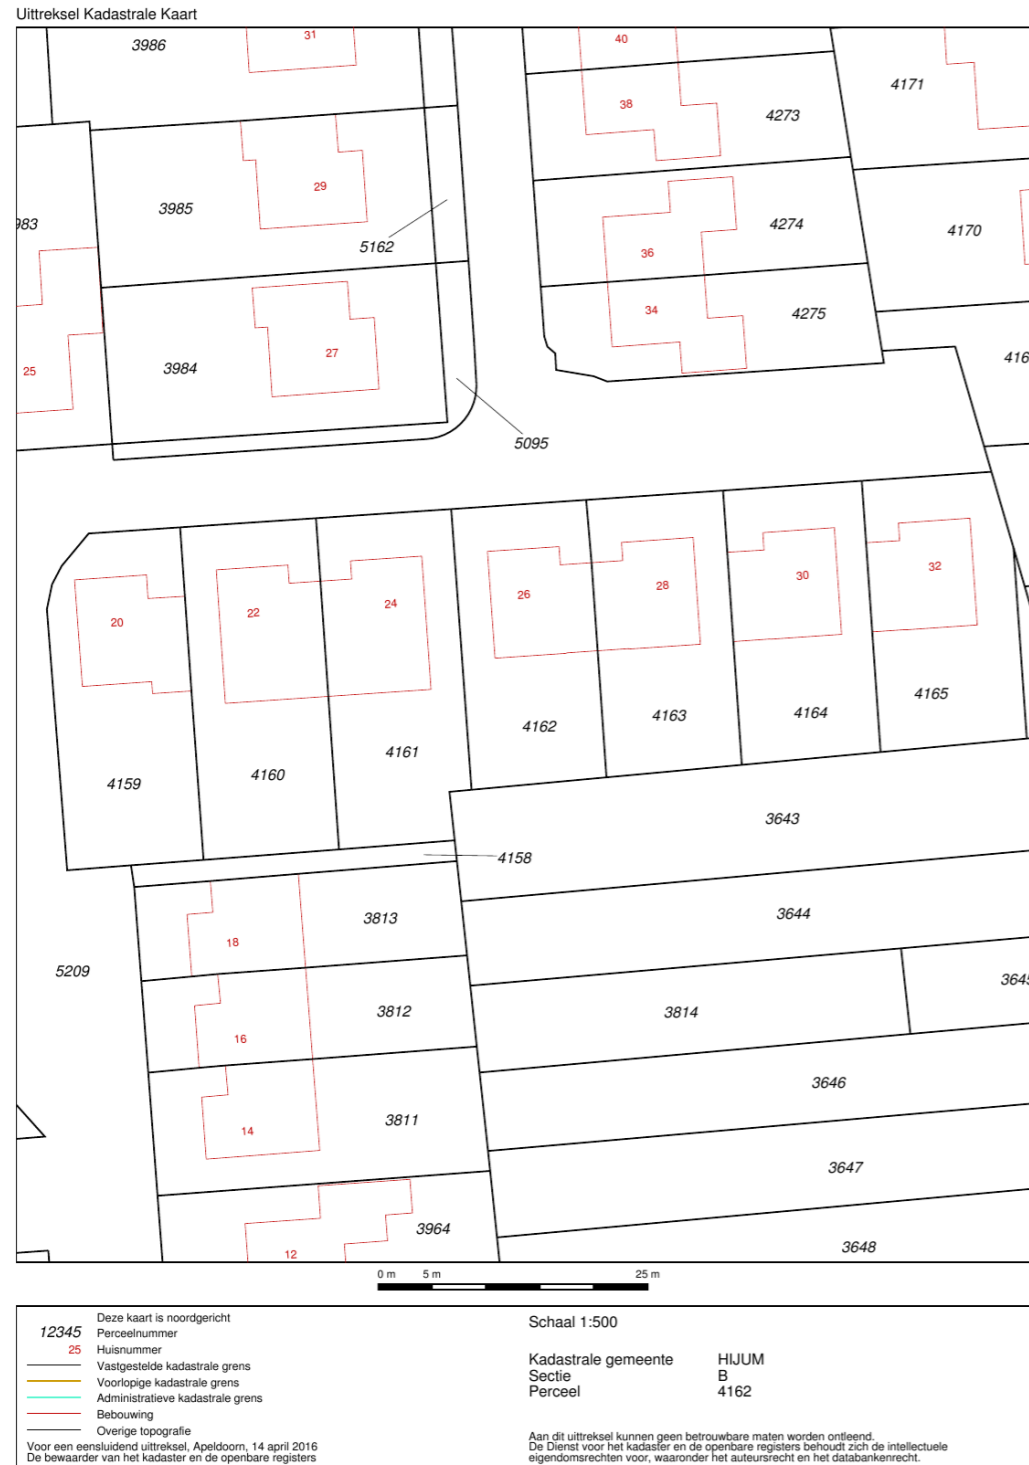 Uittreksel Kadastrale Kaart
3986
31
40
4171
38
4273
29
3985
983
5162
36
4274
4170
34
4275
27
3984
25
416
5095
20
22
24
26
28
30
32
4159
4160
4161
4162
4163
4164
4165
3643
4158
3813
3644
18
5209
3645
3812
3814
16
3646
3811
14
3647
3964
12
3648
0 m 5 m 25 m
Deze kaart is noordgericht
12345 Perceelnummer
25 Huisnummer
Vastgestelde kadastrale grens
Voorlopige kadastrale grens
Administratieve kadastrale grens
Bebouwing
Overige topografie
Voor een eensluidend uittreksel, Apeldoorn, 14 april 2016
De bewaarder van het kadaster en de openbare registers
Schaal 1:500
Kadastrale gemeente HIJUM
Sectie B
Perceel 4162
Aan dit uittreksel kunnen geen betrouwbare maten worden ontleend.
De Dienst voor het kadaster en de openbare registers behoudt zich de intellectuele
eigendomsrechten voor, waaronder het auteursrecht en het databankenrecht.